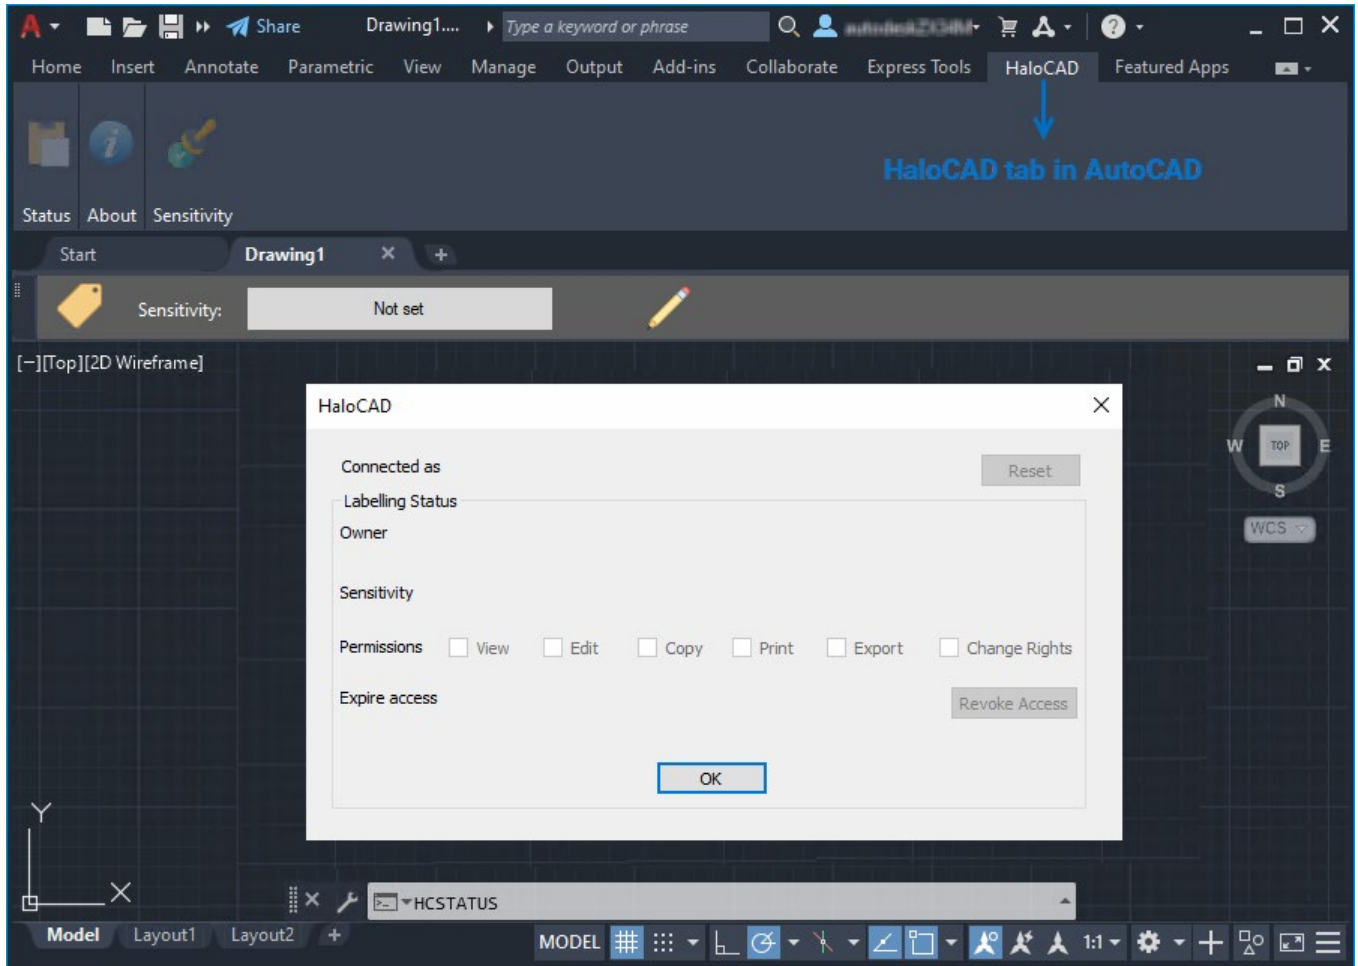 Share Drawing1.... Type a keyword or phrase
Home Insert Annotate Parametric View Manage Output Add-ins Collaborate Express Tools HaloCAD Featured Apps
HaloCAD tab in AutoCAD
Status About Sensitivity
Start Drawing1
Sensitivity: Not set
[−][Top][2D Wireframe]
N
W TOP E
S
WCS
HaloCAD
Connected as Reset
Labelling Status
Owner
Sensitivity
Permissions View Edit Copy Print Export Change Rights
Expire access Revoke Access
OK
Y
X
HCSTATUS
Model Layout1 Layout2 + MODEL 1:1